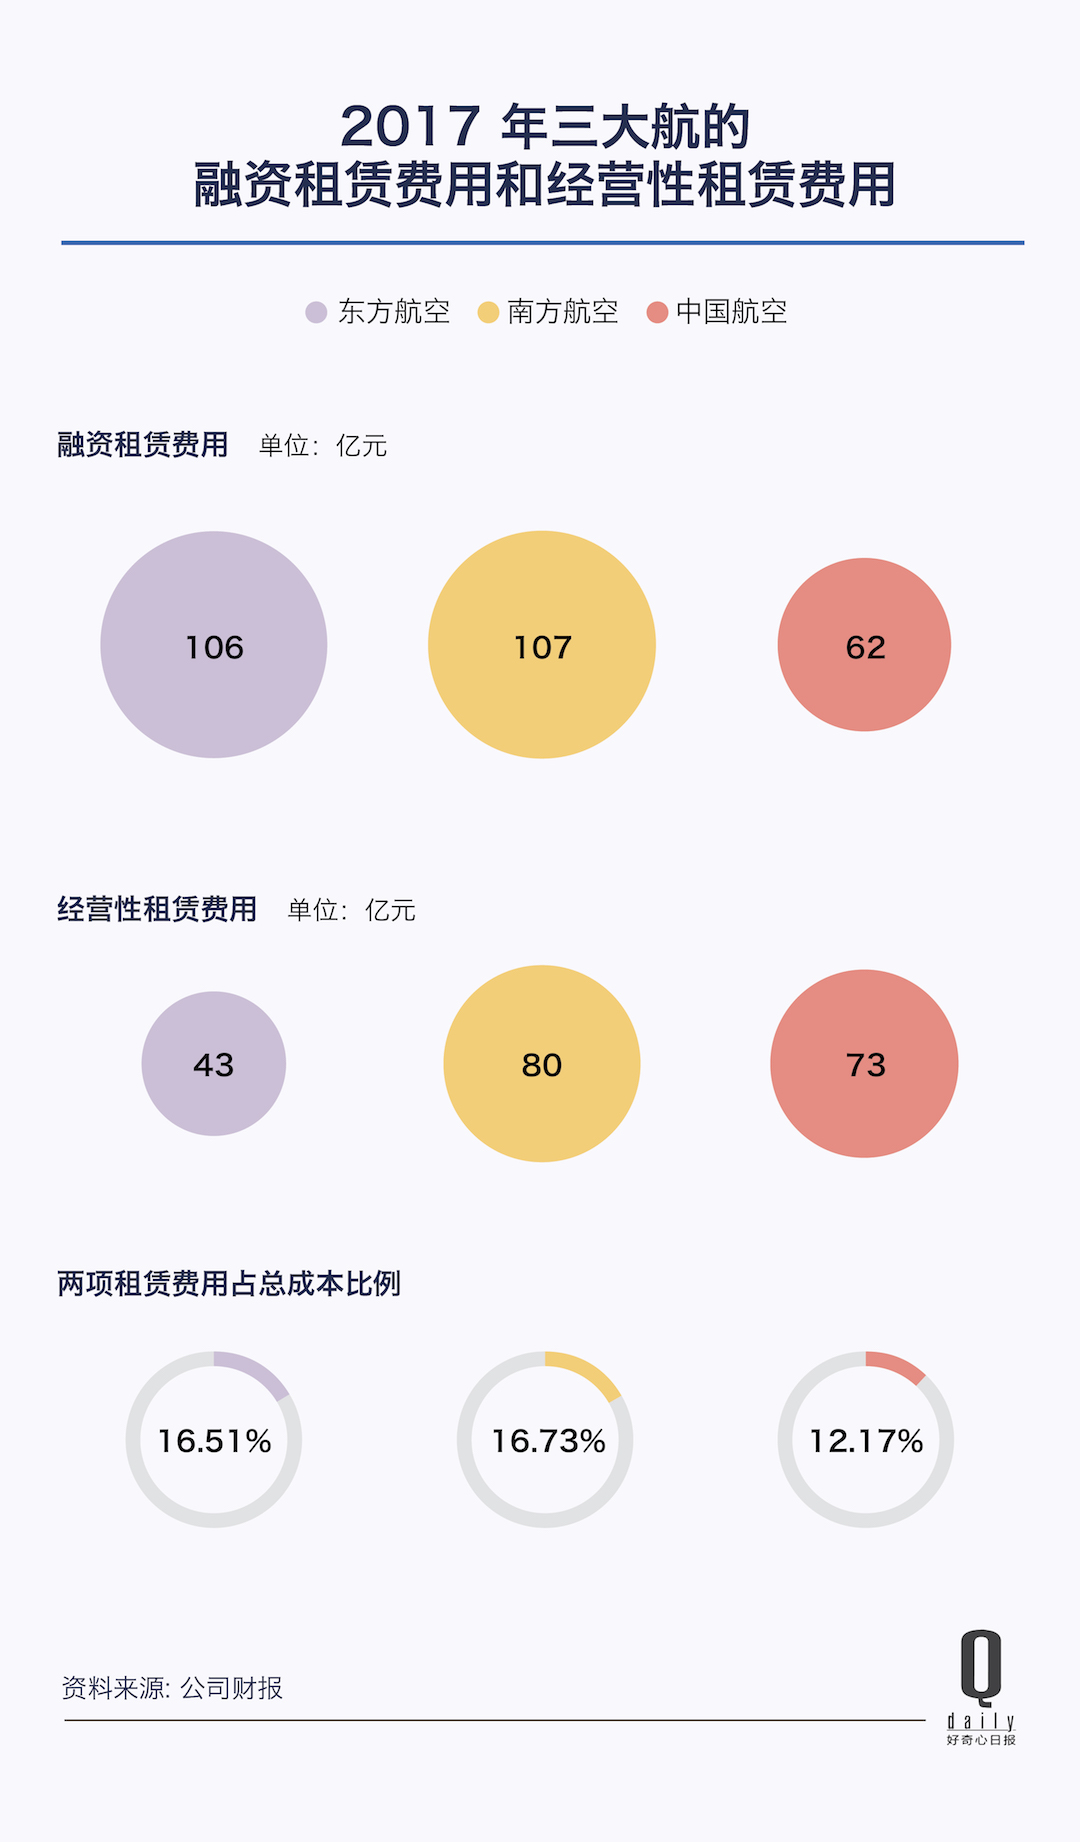 2017 年三大航的
融资租赁费用和经营性租赁费用
东方航空 南方航空 中国航空
融资租赁费用 单位：亿元
106 107 62
经营性租赁费用 单位：亿元
43 80 73
两项租赁费用占总成本比例
16.51% 16.73% 12.17%
资料来源: 公司财报
Q
daily
好奇心日报